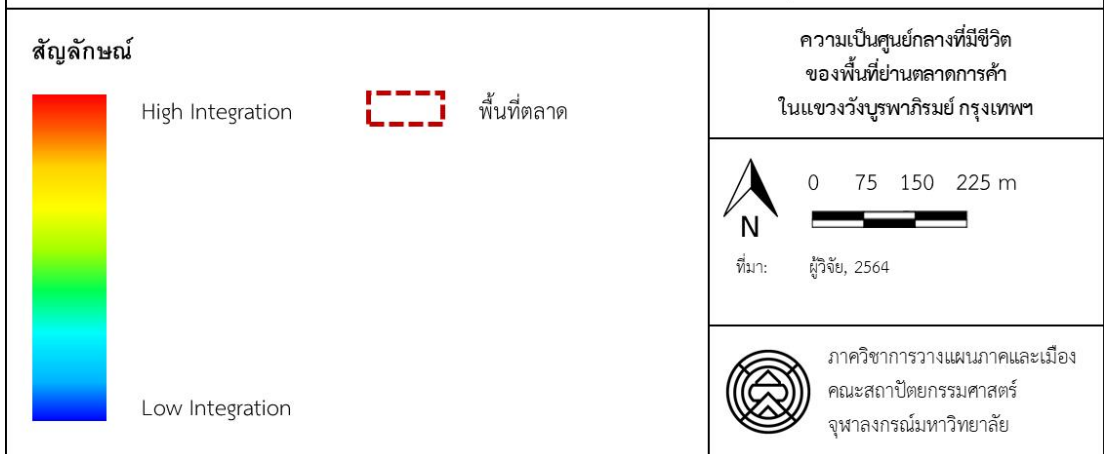 สัญลักษณ์
High Integration
พื้นที่ตลาด
Low Integration
ความเป็นศูนย์กลางที่มีชีวิต
ของพื้นที่ย่านตลาดการค้า
ในแขวงวังบูรพาภิรมย์ กรุงเทพฯ
0 75 150 225 m
N
ที่มา: ผู้วิจัย, 2564
ภาควิชาการวางแผนภาคและเมือง
คณะสถาปัตยกรรมศาสตร์
จุฬาลงกรณ์มหาวิทยาลัย